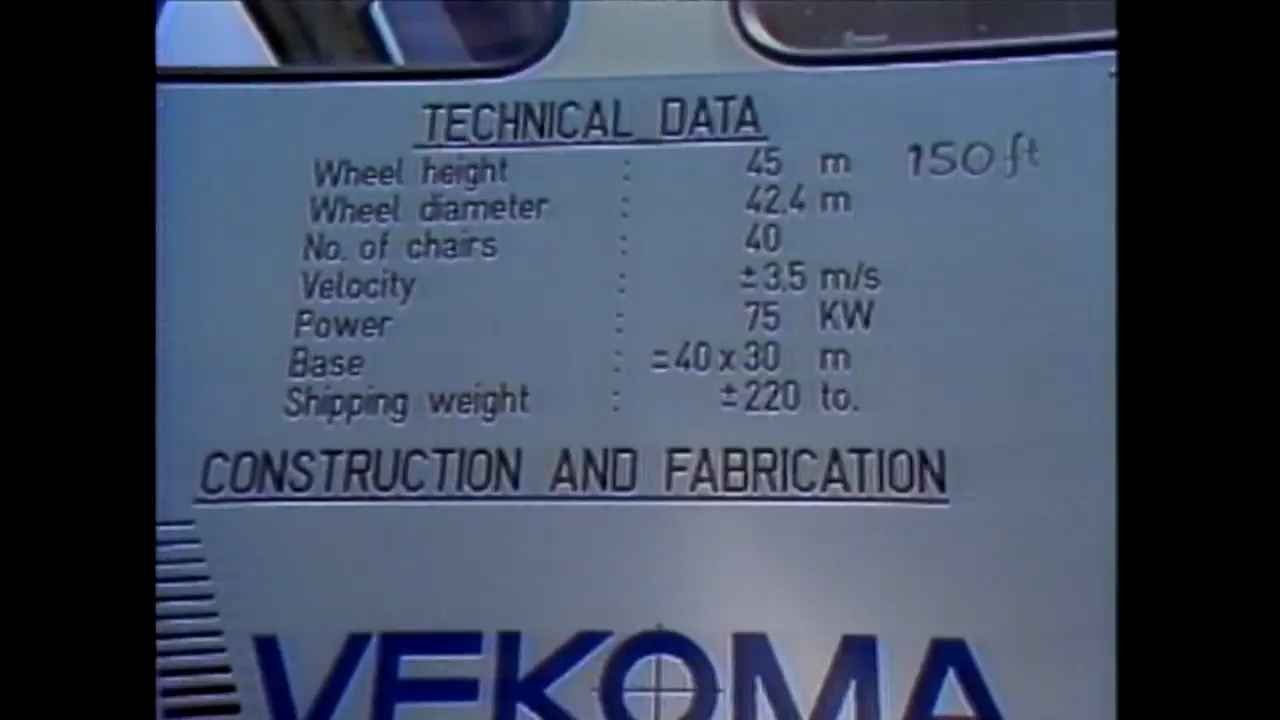 TECHNICAL DATA
Wheel height : 45 m 150 ft
Wheel diameter : 42.4 m
No. of chairs : 40
Velocity : ±3,5 m/s
Power : 75 KW
Base : ±40 x 30 m
Shipping weight : ±220 to.
CONSTRUCTION AND FABRICATION
VEKOMA